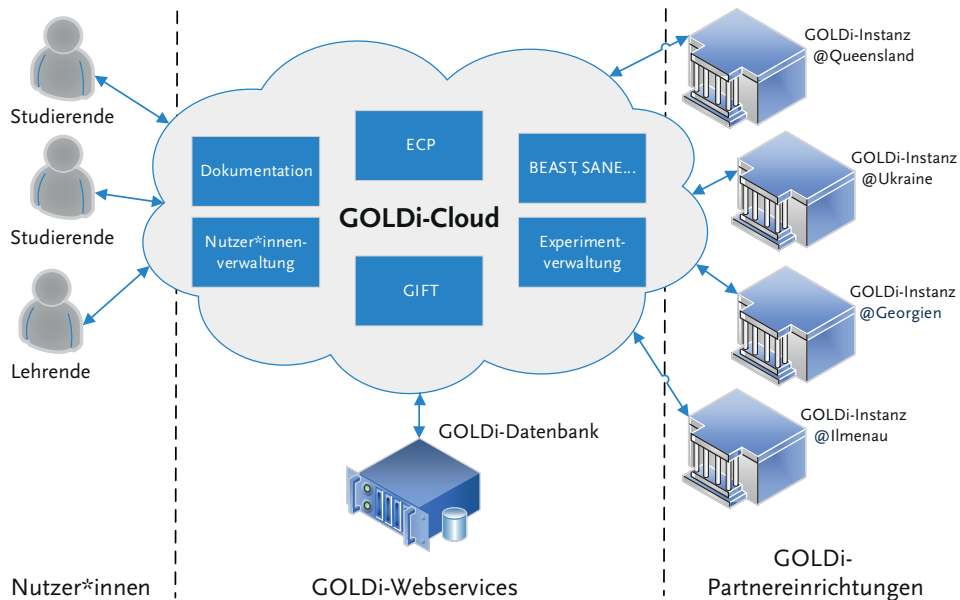 Studierende
Studierende
Lehrende
Nutzer*innen
Dokumentation
Nutzer*innen-
verwaltung
ECP
GOLDi-Cloud
GIFT
BEAST, SANE...
Experiment-
verwaltung
GOLDi-Datenbank
GOLDi-Webservices
GOLDi-Instanz
@Queensland
GOLDi-Instanz
@Ukraine
GOLDi-Instanz
@Georgien
GOLDi-Instanz
@Ilmenau
GOLDi-
Partnereinrichtungen